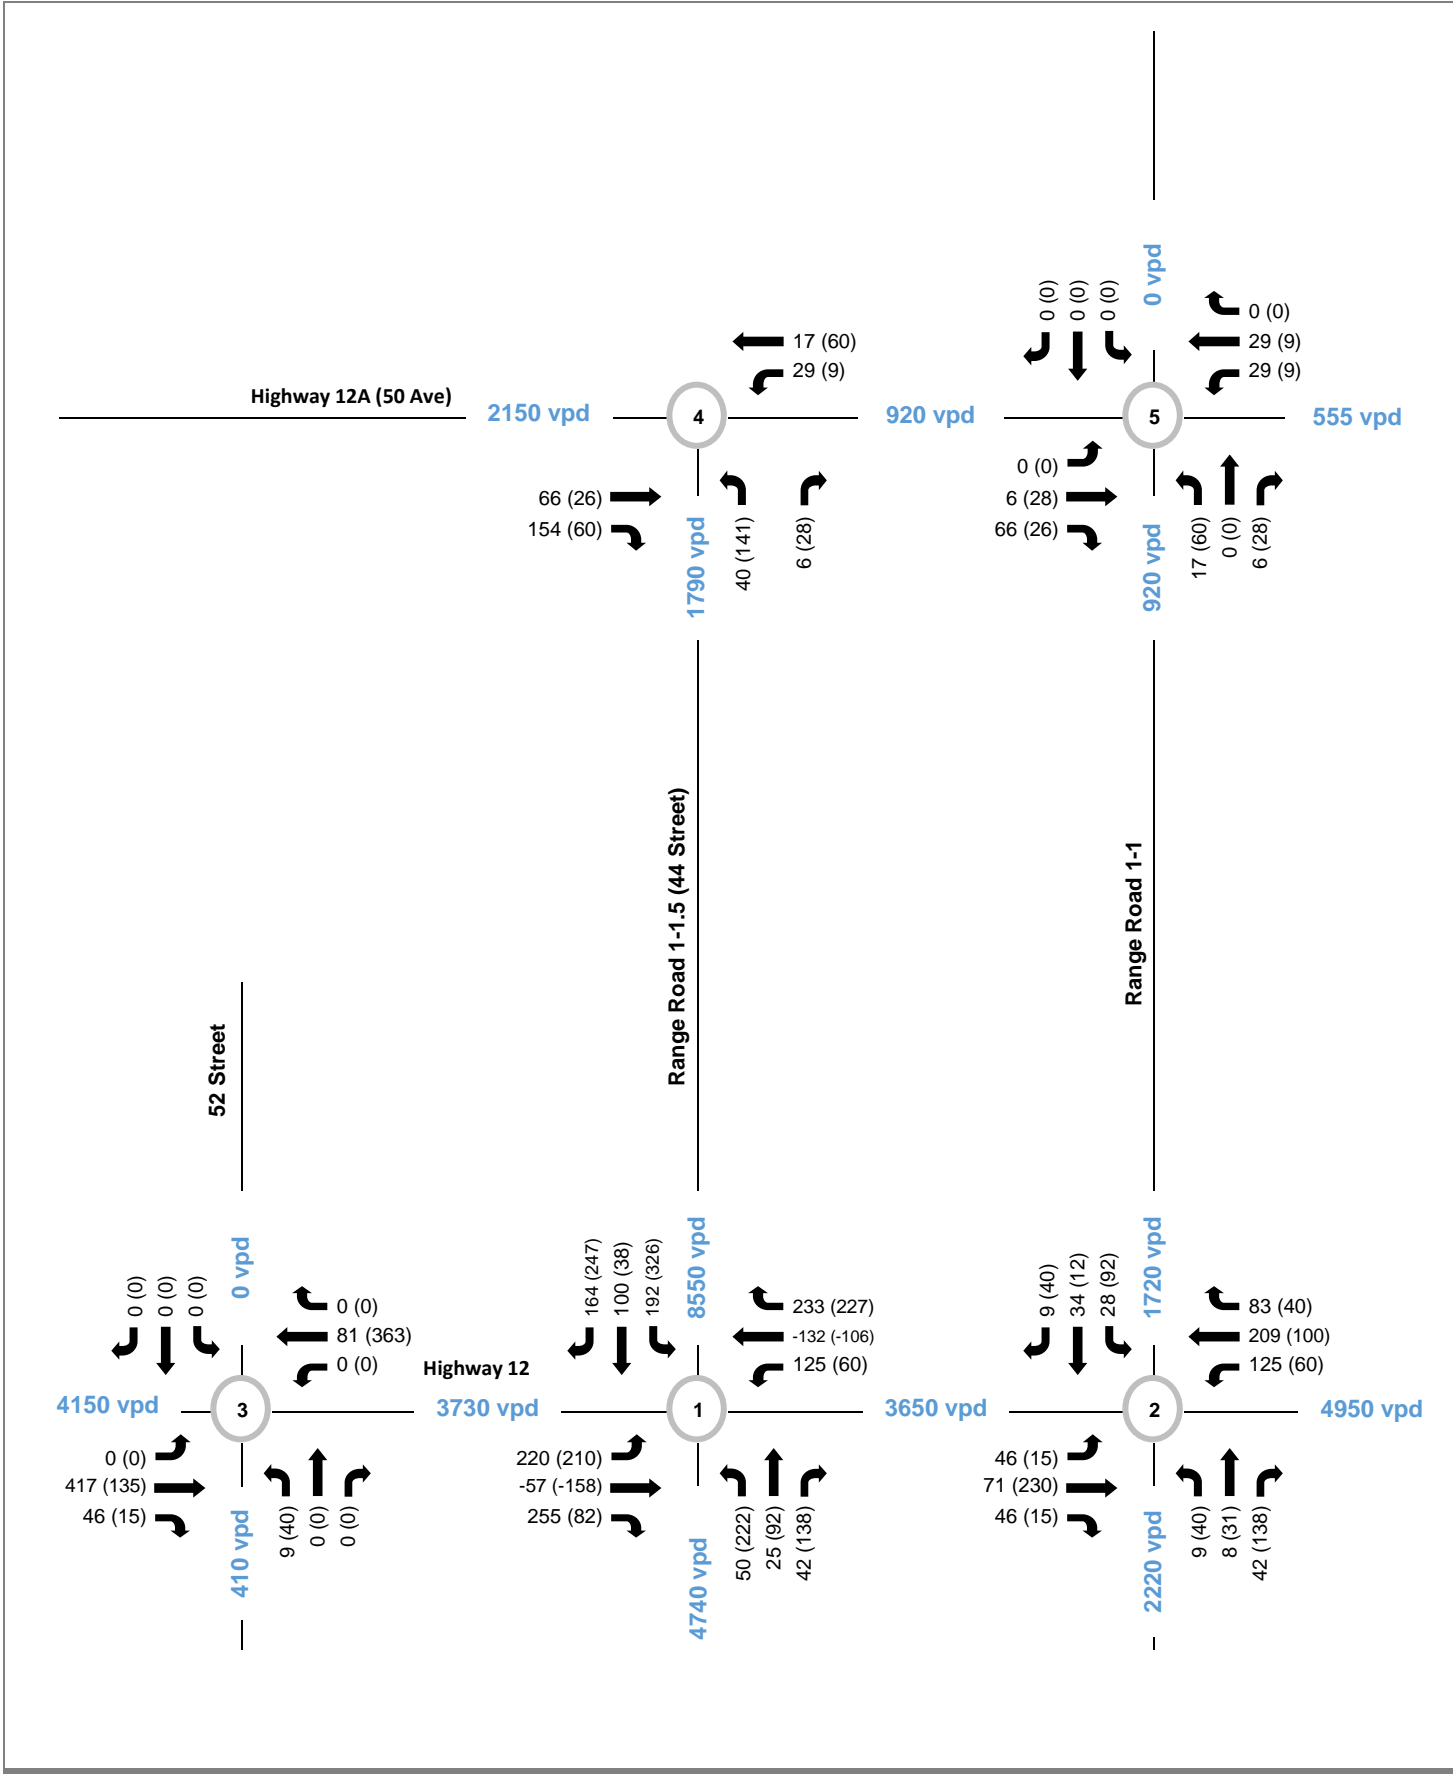 0 vpd
0 (0)
0 (0)
0 (0)
0 (0)
29 (9)
29 (9)
17 (60)
29 (9)
Highway 12A (50 Ave)
2150 vpd
4
920 vpd
5
555 vpd
66 (26)
154 (60)
1790 vpd
40 (141)
6 (28)
0 (0)
6 (28)
66 (26)
920 vpd
17 (60)
0 (0)
6 (28)
52 Street
Range Road 1-1.5 (44 Street)
Range Road 1-1
0 (0)
0 (0)
0 (0)
0 vpd
0 (0)
81 (363)
0 (0)
164 (247)
100 (38)
192 (326)
8550 vpd
233 (227)
-132 (-106)
125 (60)
9 (40)
34 (12)
28 (92)
1720 vpd
83 (40)
209 (100)
125 (60)
Highway 12
4150 vpd
3
3730 vpd
1
3650 vpd
2
4950 vpd
0 (0)
417 (135)
46 (15)
410 vpd
9 (40)
0 (0)
0 (0)
220 (210)
-57 (-158)
255 (82)
4740 vpd
50 (222)
25 (92)
42 (138)
46 (15)
71 (230)
46 (15)
2220 vpd
9 (40)
8 (31)
42 (138)